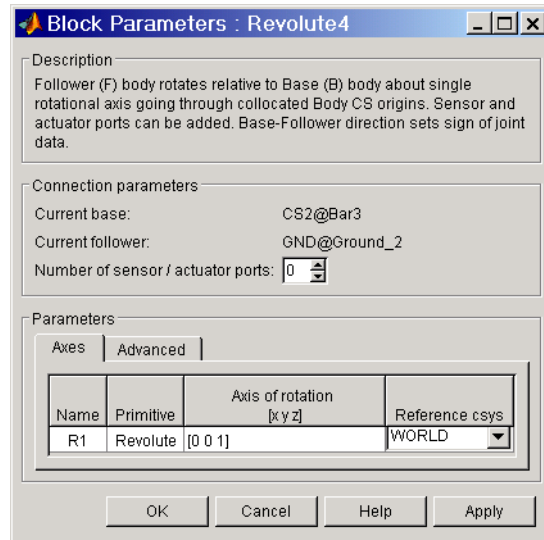 Block Parameters : Revolute4
Description
Follower (F) body rotates relative to Base (B) body about single
rotational axis going through collocated Body CS origins. Sensor and
actuator ports can be added. Base-Follower direction sets sign of joint
data.
Connection parameters
Current base: CS2@Bar3
Current follower: GND@Ground_2
Number of sensor / actuator ports: 0
Parameters
Axes Advanced
Name Primitive Axis of rotation [x y z] Reference csys
R1 Revolute [0 0 1] WORLD
OK Cancel Help Apply